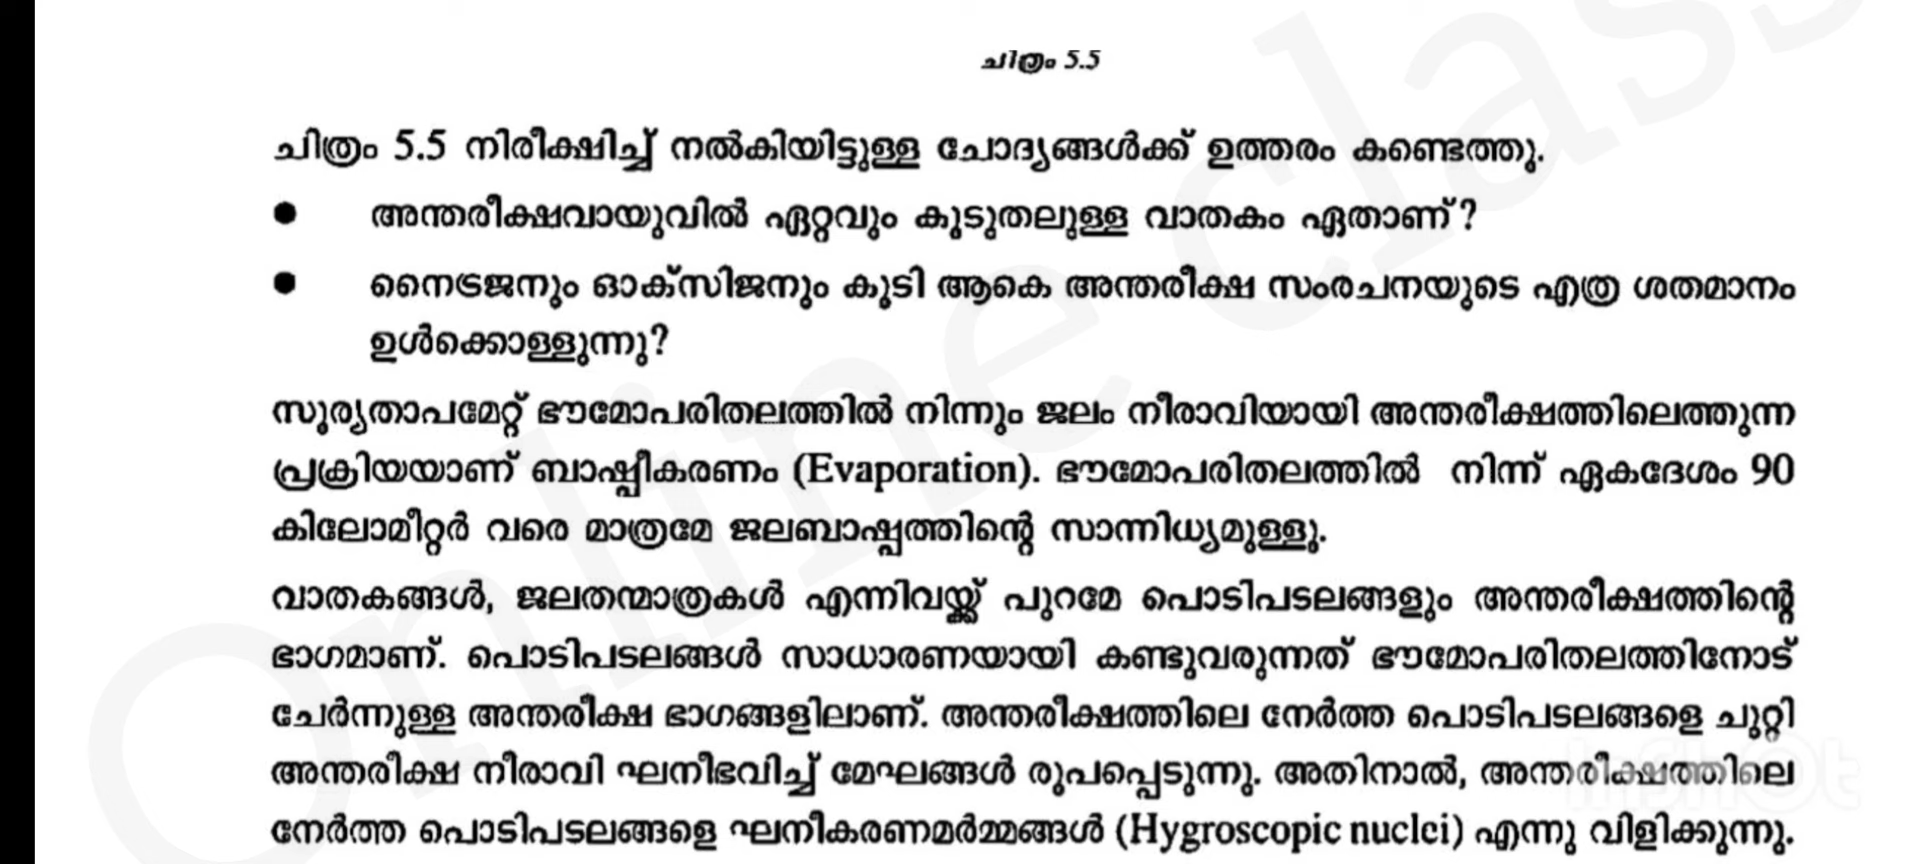 ചിത്രം 5.5
ചിത്രം 5.5 നിരീക്ഷിച്ച് നൽകിയിട്ടുള്ള ചോദ്യങ്ങൾക്ക് ഉത്തരം കണ്ടെത്തു.
● അന്തരീക്ഷവായുവിൽ ഏറ്റവും കൂടുതലുള്ള വാതകം ഏതാണ്?
● നൈട്രജനും ഓക്സിജനും കൂടി ആകെ അന്തരീക്ഷ സംരചനയുടെ എത്ര ശതമാനം
ഉൾക്കൊള്ളുന്നു?
സൂര്യതാപമേറ്റ് ഭൗമോപരിതലത്തിൽ നിന്നും ജലം നീരാവിയായി അന്തരീക്ഷത്തിലെത്തുന്ന
പ്രക്രിയയാണ് ബാഷ്പീകരണം (Evaporation). ഭൗമോപരിതലത്തിൽ നിന്ന് ഏകദേശം 90
കിലോമീറ്റർ വരെ മാത്രമേ ജലബാഷ്പത്തിന്റെ സാന്നിധ്യമുള്ളൂ.
വാതകങ്ങൾ, ജലതന്മാത്രകൾ എന്നിവയ്ക്ക് പുറമേ പൊടിപടലങ്ങളും അന്തരീക്ഷത്തിന്റെ
ഭാഗമാണ്. പൊടിപടലങ്ങൾ സാധാരണയായി കണ്ടുവരുന്നത് ഭൗമോപരിതലത്തിനോട്
ചേർന്നുള്ള അന്തരീക്ഷ ഭാഗങ്ങളിലാണ്. അന്തരീക്ഷത്തിലെ നേർത്ത പൊടിപടലങ്ങളെ ചുറ്റി
അന്തരീക്ഷ നീരാവി ഘനീഭവിച്ച് മേഘങ്ങൾ രൂപപ്പെടുന്നു. അതിനാൽ, അന്തരീക്ഷത്തിലെ
നേർത്ത പൊടിപടലങ്ങളെ ഘനീകരണമർമ്മങ്ങൾ (Hygroscopic nuclei) എന്നു വിളിക്കുന്നു.
Online class
InShot